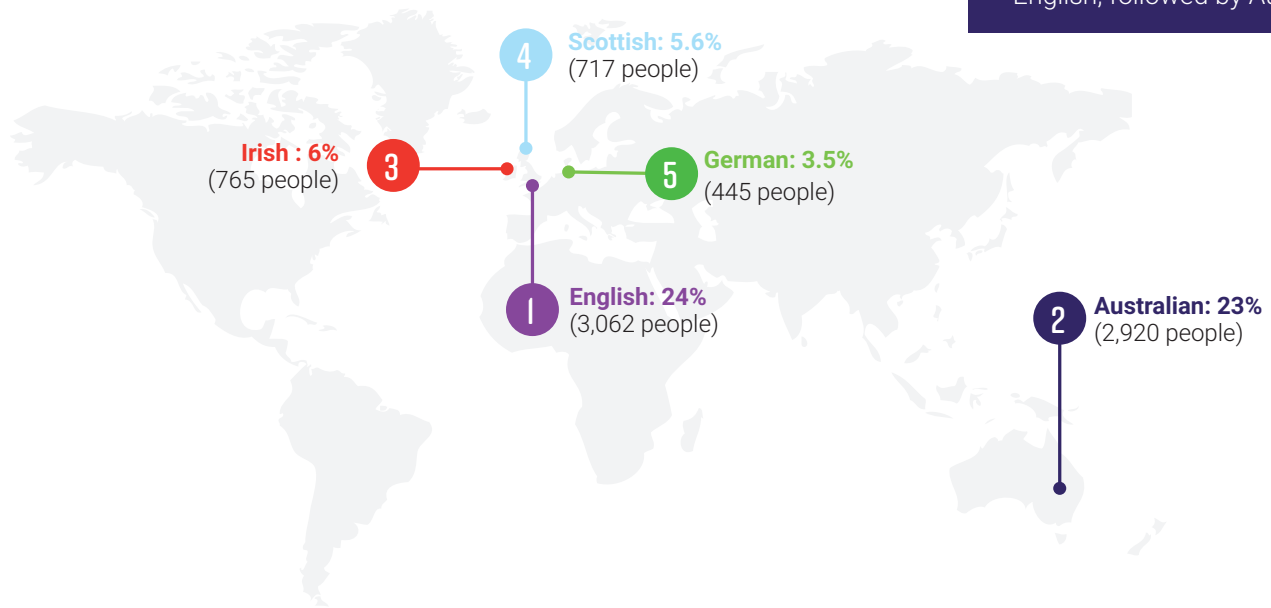 English, followed by
4
Scottish: 5.6%
(717 people)
Irish : 6%
(765 people)
3
5
German: 3.5%
(445 people)
1
English: 24%
(3,062 people)
2
Australian: 23%
(2,920 people)